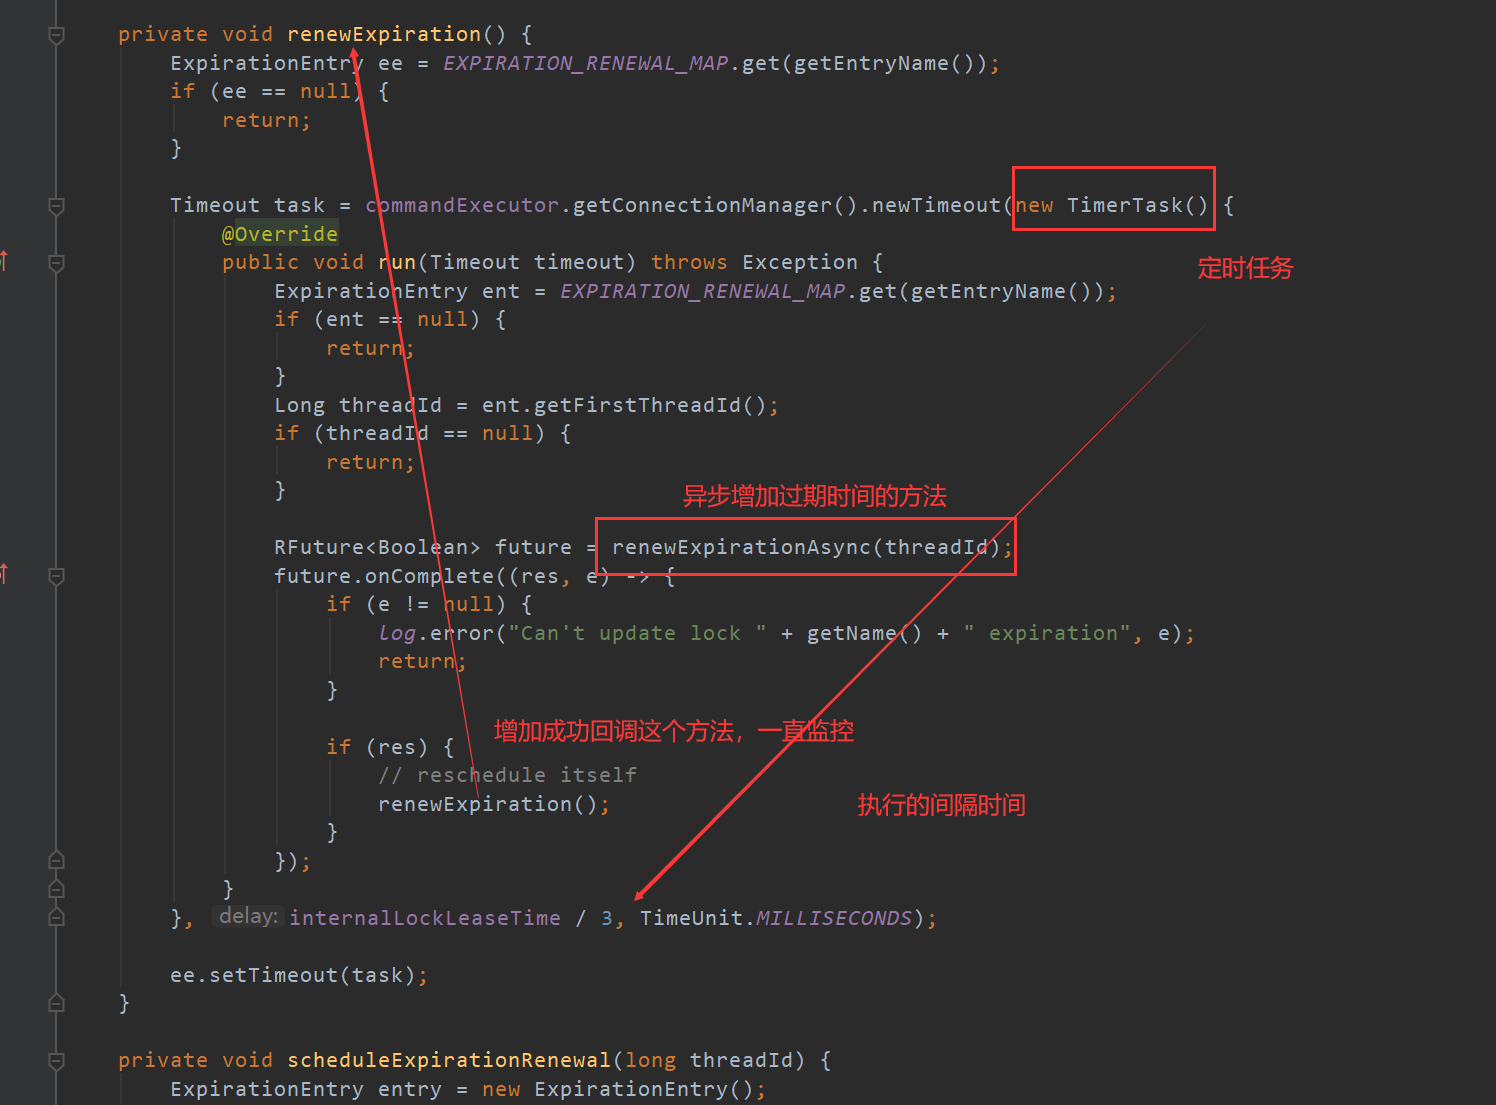 private void renewExpiration() {
ExpirationEntry ee = EXPIRATION_RENEWAL_MAP.get(getEntryName());
if (ee == null) {
return;
}
Timeout task = commandExecutor.getConnectionManager().newTimeout(new TimerTask() {
@Override
public void run(Timeout timeout) throws Exception {
定时任务
ExpirationEntry ent = EXPIRATION_RENEWAL_MAP.get(getEntryName());
if (ent == null) {
return;
}
Long threadId = ent.getFirstThreadId();
if (threadId == null) {
return;
}
异步增加过期时间的方法
RFuture<Boolean> future = renewExpirationAsync(threadId);
future.onComplete((res, e) -> {
if (e != null) {
log.error("Can't update lock " + getName() + " expiration", e);
return;
}
增加成功回调这个方法，一直监控
if (res) {
// reschedule itself
renewExpiration();
执行的间隔时间
}
});
}
}, delay: internalLockLeaseTime / 3, TimeUnit.MILLISECONDS);
ee.setTimeout(task);
}
private void scheduleExpirationRenewal(long threadId) {
ExpirationEntry entry = new ExpirationEntry();